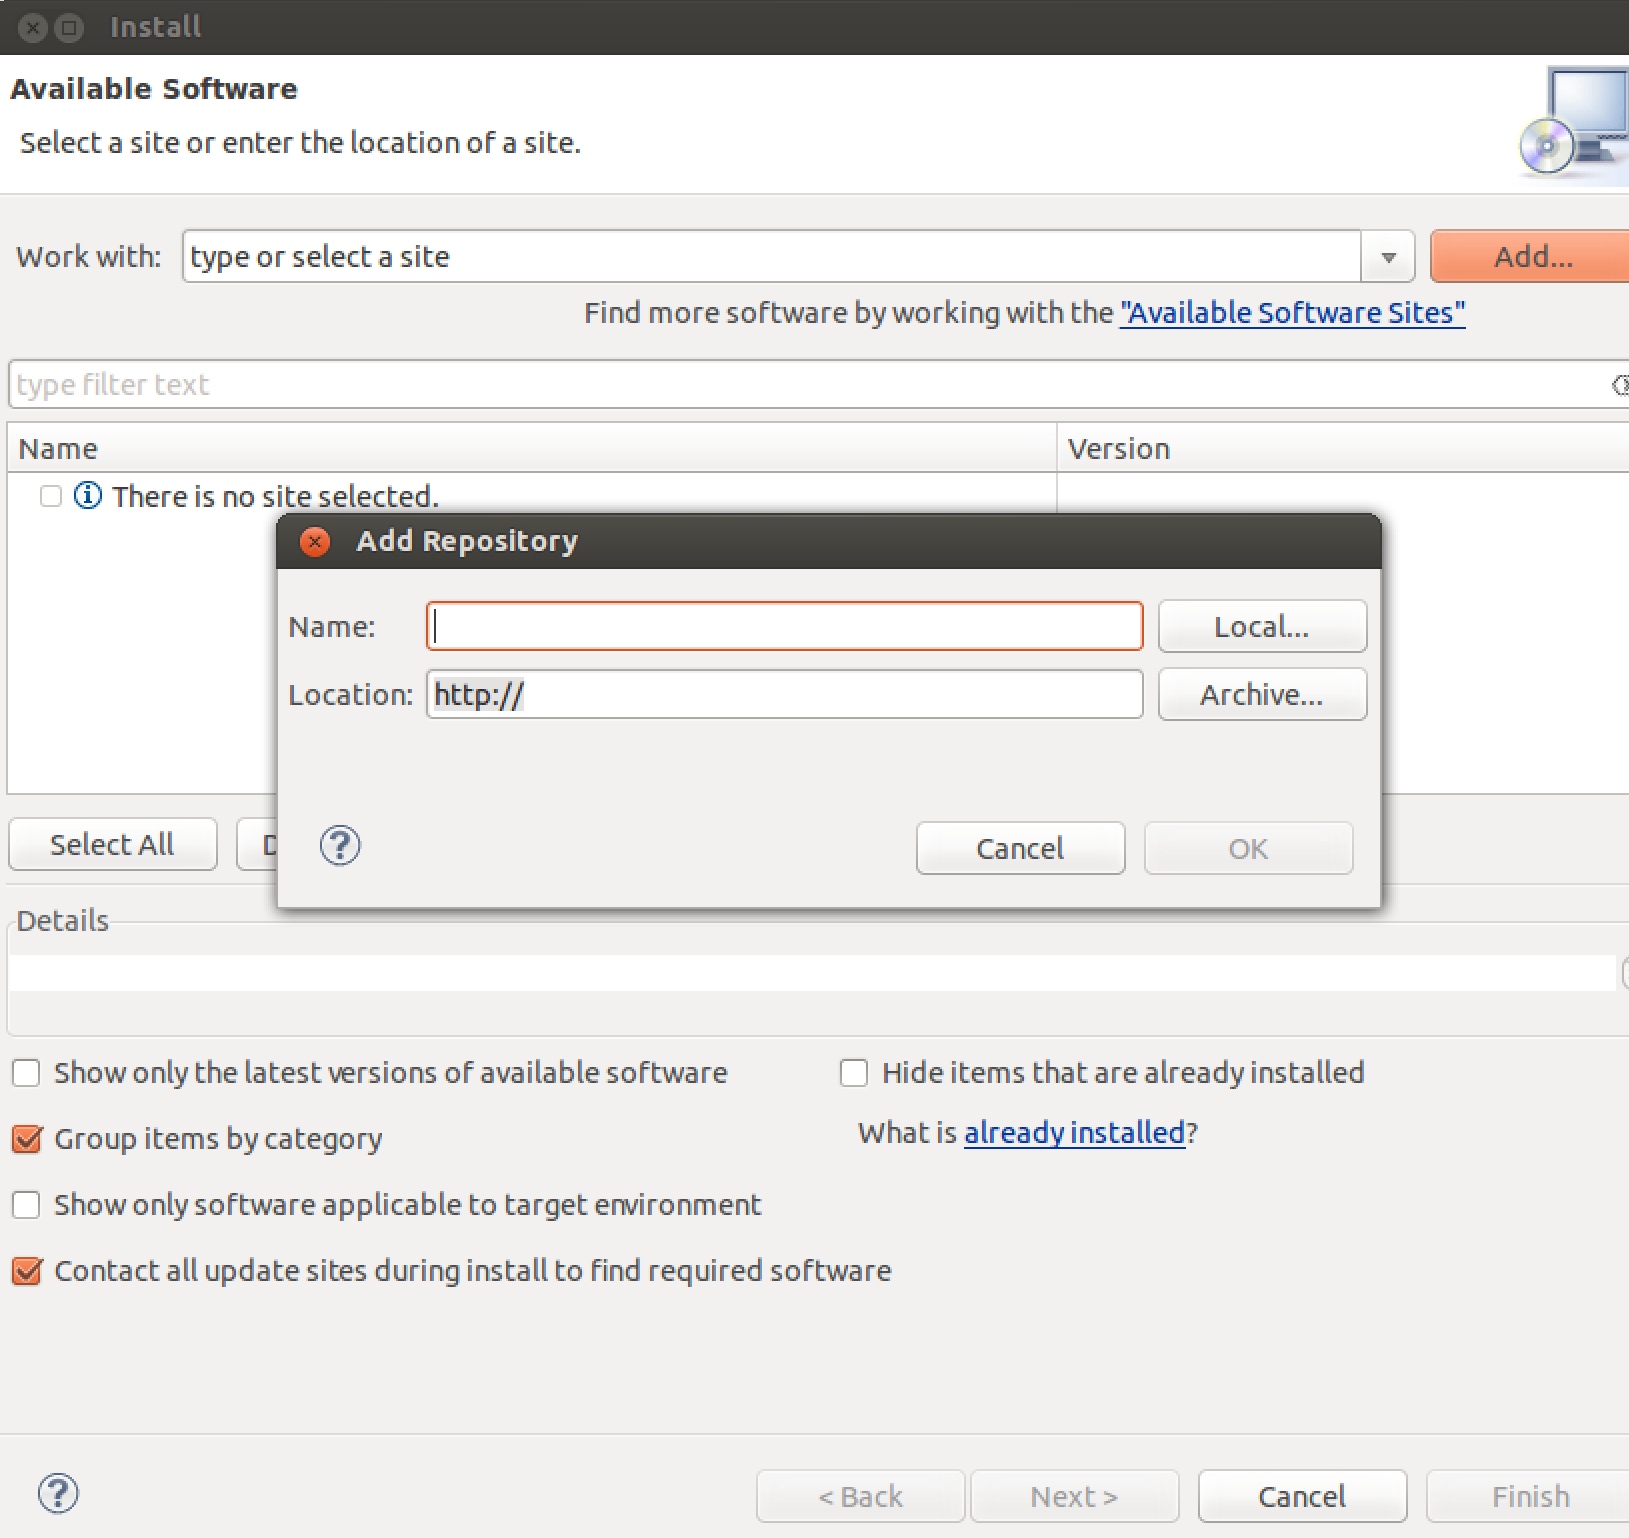 Install
Available Software
Select a site or enter the location of a site.
Work with: type or select a site Add...
Find more software by working with the "Available Software Sites"
type filter text
Name Version
There is no site selected.
Add Repository
Name: Local...
Location: http:// Archive...
Cancel OK
Select All D
Details
Show only the latest versions of available software Hide items that are already installed
Group items by category What is already installed?
Show only software applicable to target environment
Contact all update sites during install to find required software
< Back Next > Cancel Finish